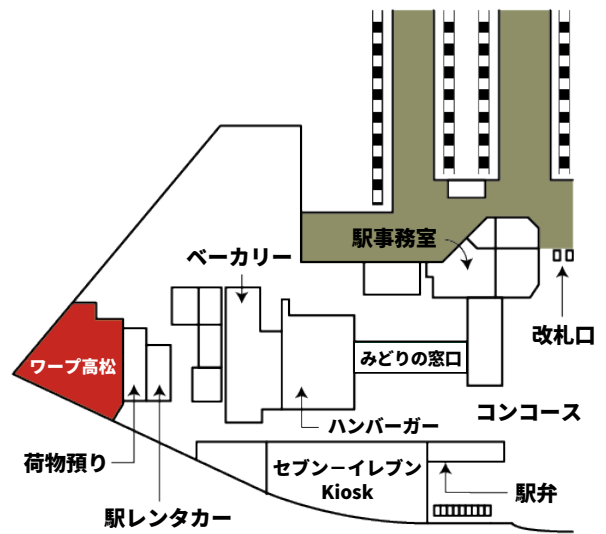 駅事務室
ベーカリー
改札口
ワープ高松
みどりの窓口
コンコース
ハンバーガー
荷物預り
セブン－イレブン
Kiosk
駅弁
駅レンタカー